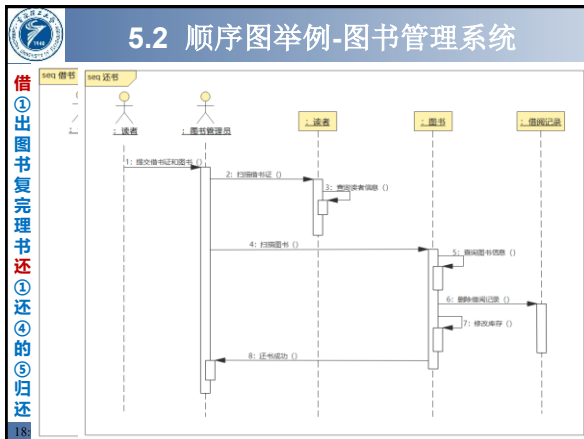 5.2 顺序图举例-图书管理系统
借
①
出
图
书
复
完
理
书
还
①
还
④
的
⑤
归
还
18:
seq 借书
seq 还书
: 读者
: 图书管理员
: 读者
: 图书
: 借阅记录
1: 提交借书证和图书 ()
2: 扫描借书证 ()
3: 查询读者信息 ()
4: 扫描图书 ()
5: 查阅图书信息 ()
6: 删除借阅记录 ()
7: 修改库存 ()
8: 还书成功 ()